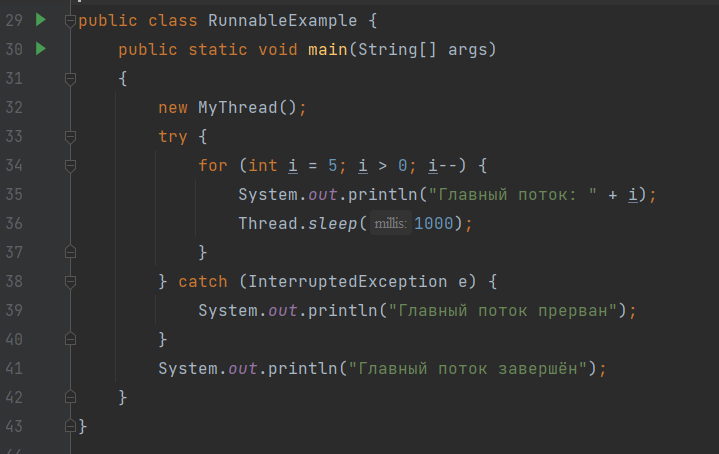 29 public class RunnableExample {
30 public static void main(String[] args)
31 {
32 new MyThread();
33 try {
34 for (int i = 5; i > 0; i--) {
35 System.out.println("Главный поток: " + i);
36 Thread.sleep( millis: 1000);
37 }
38 } catch (InterruptedException e) {
39 System.out.println("Главный поток прерван");
40 }
41 System.out.println("Главный поток завершён");
42 }
43 }